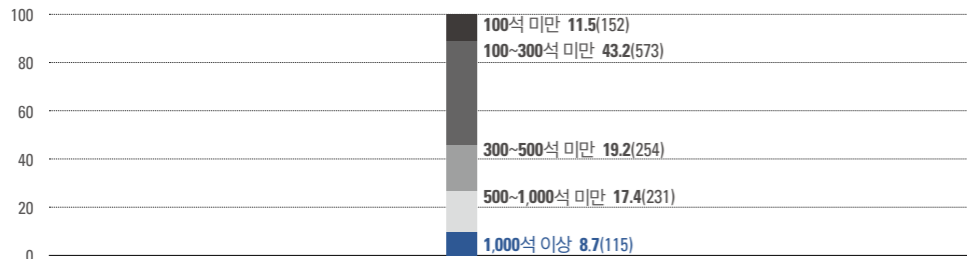 100
100석 미만 11.5(152)
100~300석 미만 43.2(573)
80
60
300~500석 미만 19.2(254)
40
500~1,000석 미만 17.4(231)
20
1,000석 이상 8.7(115)
0